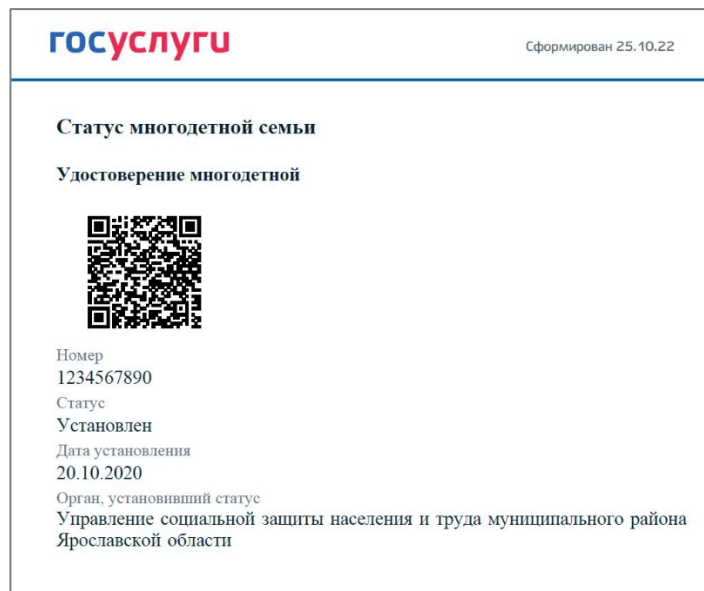 госуслуги
Сформирован 25.10.22
Статус многодетной семьи
Удостоверение многодетной
Номер
1234567890
Статус
Установлен
Дата установления
20.10.2020
Орган, установивший статус
Управление социальной защиты населения и труда муниципального района
Ярославской области